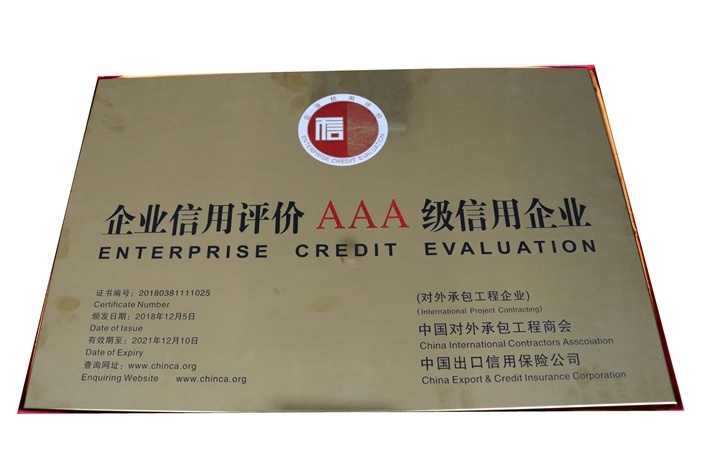 企业信用评价
信
ENTERPRISE CREDIT EVALUATION
企业信用评价 AAA 级信用企业
ENTERPRISE CREDIT EVALUATION
证书编号：20180381111025
Certificate Number
颁发日期：2018年12月5日
Date of Issue
有效期至：2021年12月10日
Date of Expiry
查询网址：www.chinca.org
Enquiring Website www.chinca.org
(对外承包工程企业)
(International Project Contracting)
中国对外承包工程商会
China International Contractors Asscoiation
中国出口信用保险公司
China Export & Credit Insurance Corporation